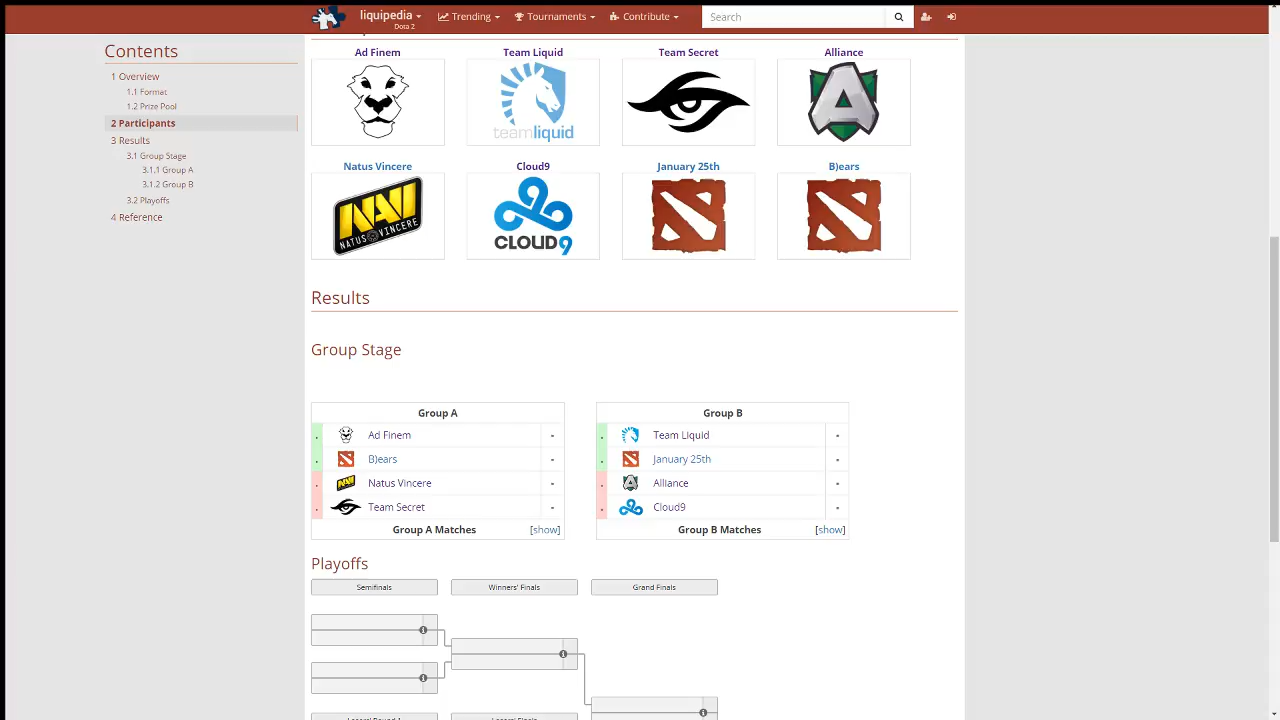 liquipedia
Dota 2
Trending
Tournaments
Contribute
Search
Contents
1 Overview
1.1 Format
1.2 Prize Pool
2 Participants
3 Results
3.1 Group Stage
3.1.1 Group A
3.1.2 Group B
3.2 Playoffs
4 Reference
Ad Finem Team Liquid Team Secret Alliance
teamliquid
A
Natus Vincere Cloud9 January 25th B)ears
NAVI
NATUS VINCERE
CLOUD9
Results
Group Stage
Group A
. Ad Finem -
. B)ears -
. Natus Vincere -
. Team Secret -
Group A Matches [show]
Group B
. Team Liquid -
. January 25th -
. Alliance -
. Cloud9 -
Group B Matches [show]
Playoffs
Semifinals Winners' Finals Grand Finals